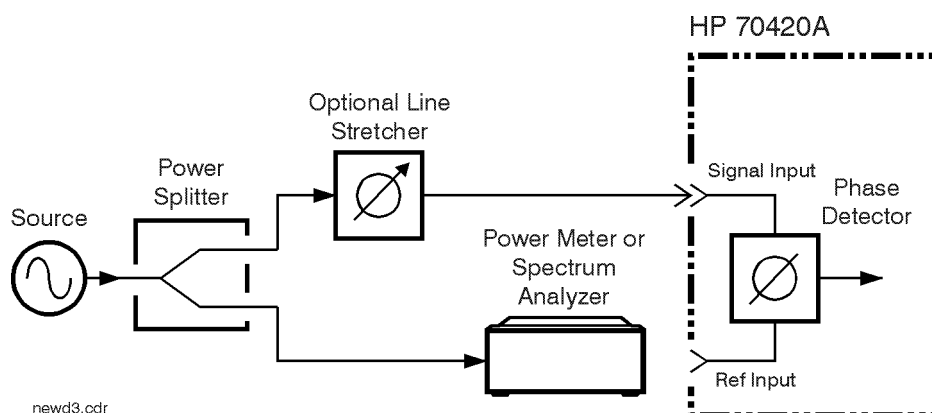 HP 70420A
Optional Line
Stretcher
Power
Splitter
Source
Signal Input
Phase
Detector
Power Meter or
Spectrum
Analyzer
Ref Input
newd3.cdr